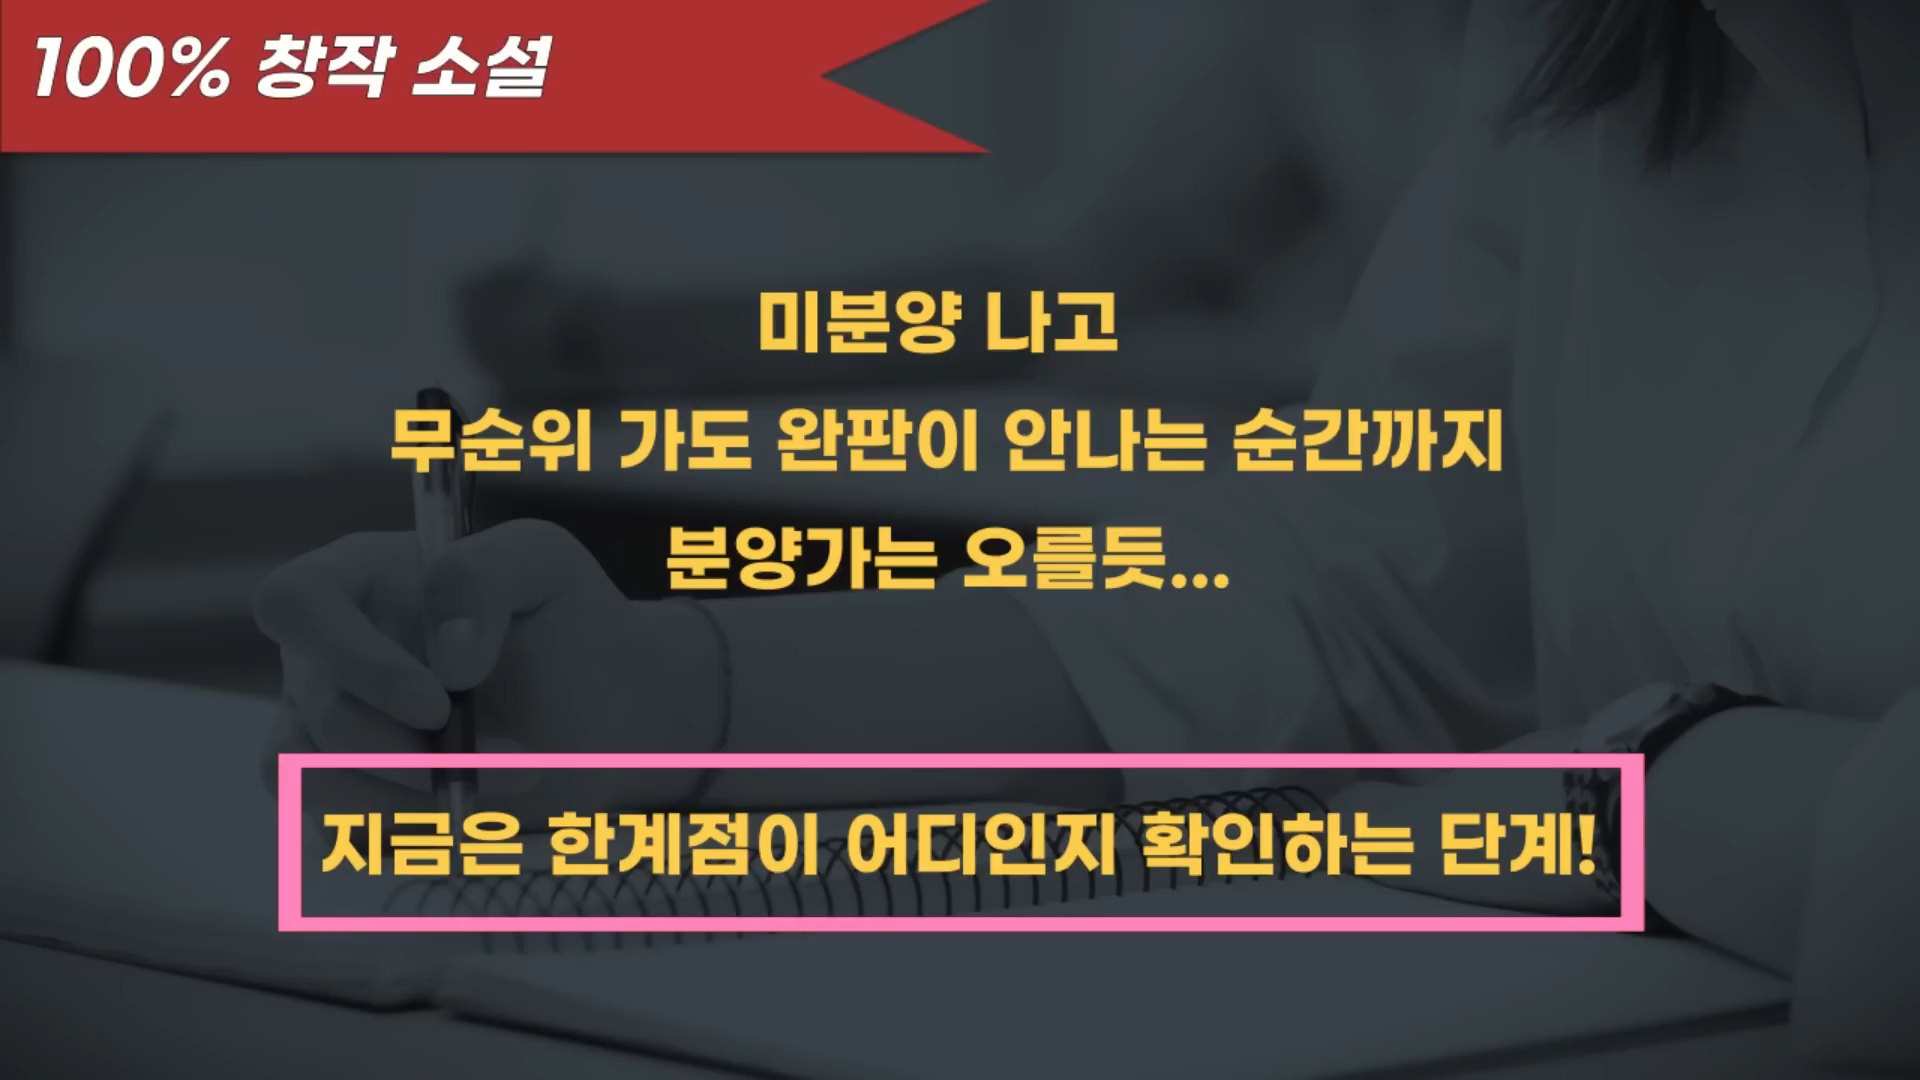 100% 창작 소설
미분양 나고
무순위 가도 완판이 안나는 순간까지
분양가는 오를듯...
지금은 한계점이 어디인지 확인하는 단계!